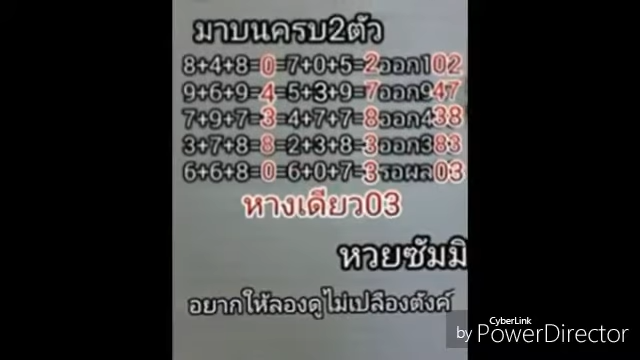 มาบนครบ2ตัว
8+4+8=0=7+0+5=2ออก102
9+6+9=4=5+3+9=7ออก947
7+9+7=3=4+7+7=8ออก438
3+7+8=8=2+3+8=3ออก383
6+6+8=0=6+0+7=3รอผล03
หางเดียว03
หวยซัมมิ
อยากให้ลองดูไม่เปลืองตังค์
CyberLink
by PowerDirector